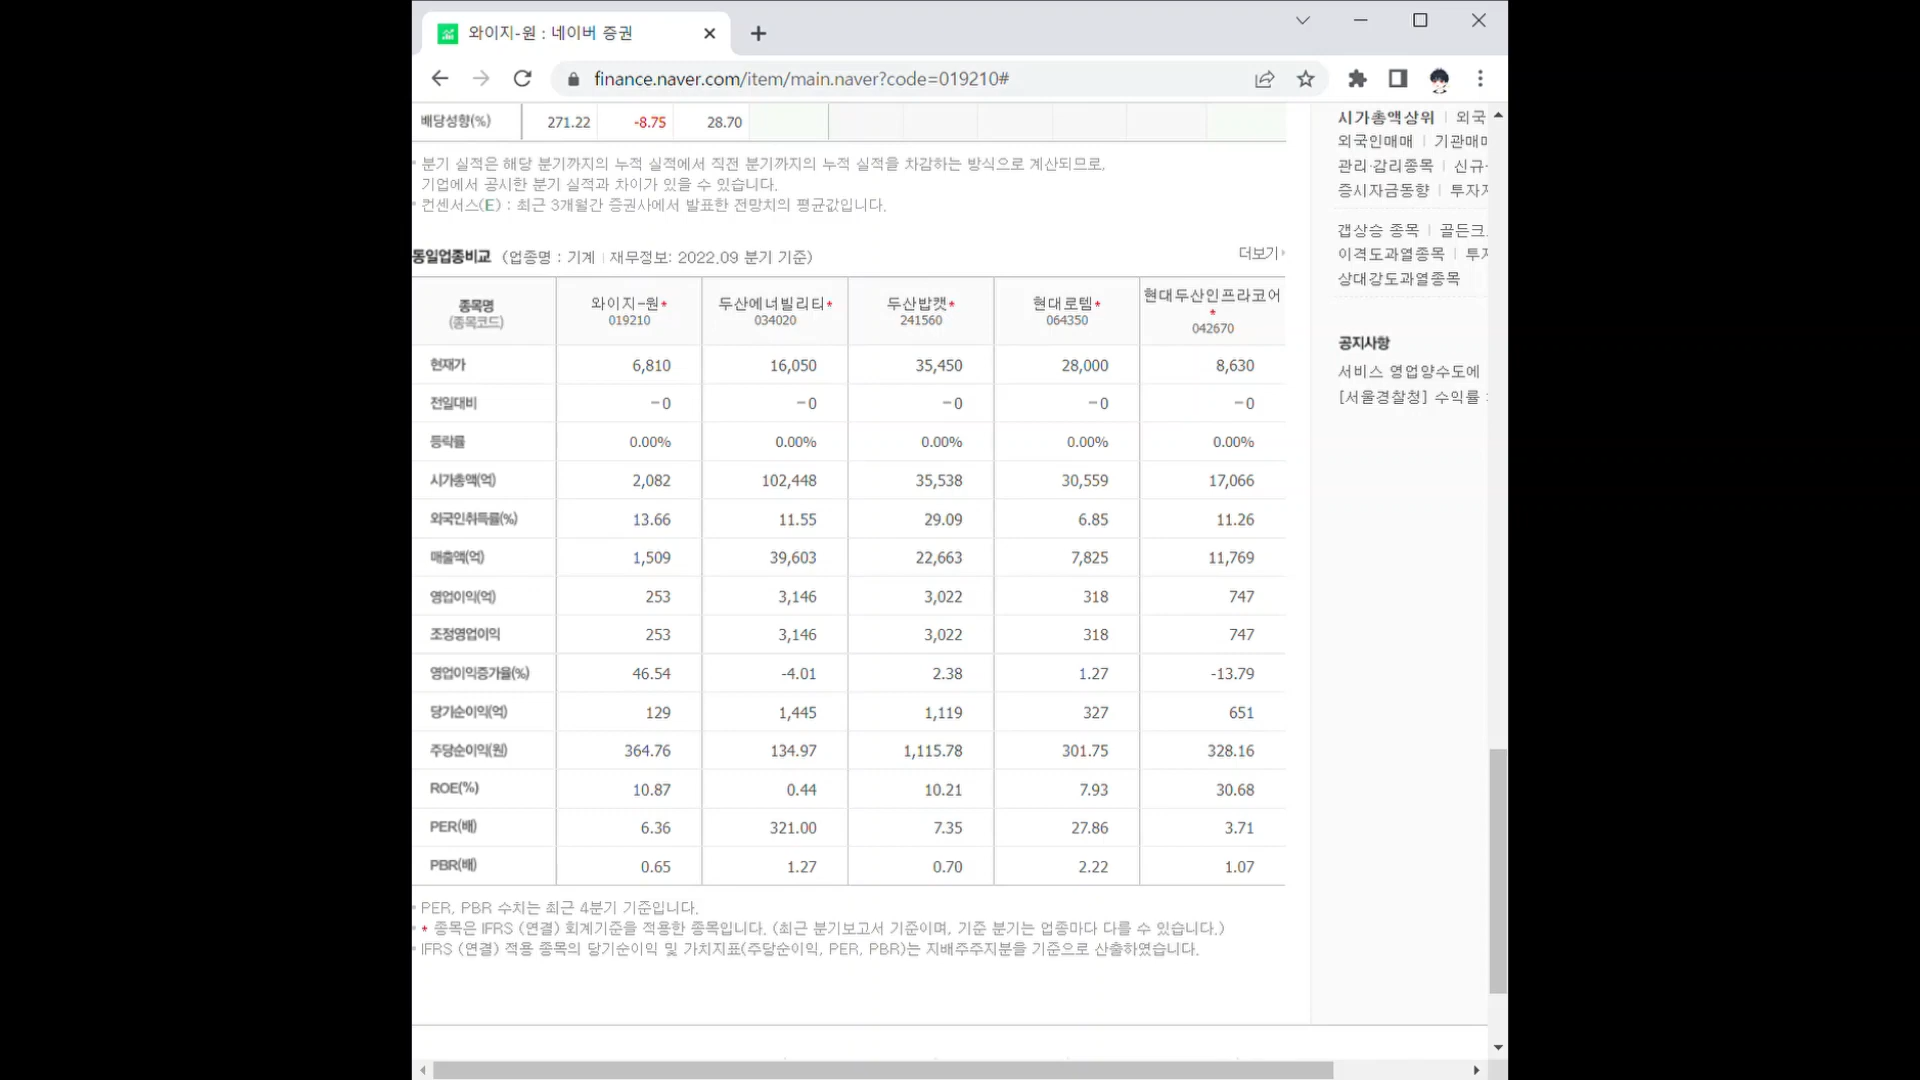 와이지-원 : 네이버 증권
finance.naver.com/item/main.naver?code=019210#
배당성향(%) 271.22 -8.75 28.70
분기 실적은 해당 분기까지의 누적 실적에서 직전 분기까지의 누적 실적을 차감하는 방식으로 계산되므로,
기업에서 공시한 분기 실적과 차이가 있을 수 있습니다.
컨센서스(E) : 최근 3개월간 증권사에서 발표한 전망치의 평균값입니다.
동일업종비교 (업종명 : 기계 | 재무정보: 2022.09 분기 기준) 더보기
종목명 와이지-원* 두산에너빌리티* 두산밥캣* 현대로템* 현대두산인프라코어*
(종목코드) 019210 034020 241560 064350 042670
현재가 6,810 16,050 35,450 28,000 8,630
전일대비 -0 -0 -0 -0 -0
등락률 0.00% 0.00% 0.00% 0.00% 0.00%
시가총액(억) 2,082 102,448 35,538 30,559 17,066
외국인취득률(%) 13.66 11.55 29.09 6.85 11.26
매출액(억) 1,509 39,603 22,663 7,825 11,769
영업이익(억) 253 3,146 3,022 318 747
조정영업이익 253 3,146 3,022 318 747
영업이익증가율(%) 46.54 -4.01 2.38 1.27 -13.79
당기순이익(억) 129 1,445 1,119 327 651
주당순이익(원) 364.76 134.97 1,115.78 301.75 328.16
ROE(%) 10.87 0.44 10.21 7.93 30.68
PER(배) 6.36 321.00 7.35 27.86 3.71
PBR(배) 0.65 1.27 0.70 2.22 1.07
PER, PBR 수치는 최근 4분기 기준입니다.
* 종목은 IFRS (연결) 회계기준을 적용한 종목입니다. (최근 분기보고서 기준이며, 기준 분기는 업종마다 다를 수 있습니다.)
IFRS (연결) 적용 종목의 당기순이익 및 가치지표(주당순이익, PER, PBR)는 지배주주지분을 기준으로 산출하였습니다.
시가총액상위 | 외국
외국인매매 | 기관매매
관리·감리종목 | 신규
증시자금동향 | 투자자
갭상승 종목 | 골든크
이격도과열종목 | 투자
상대강도과열종목
공지사항
서비스 영업양수도에
[서울경찰청] 수익률